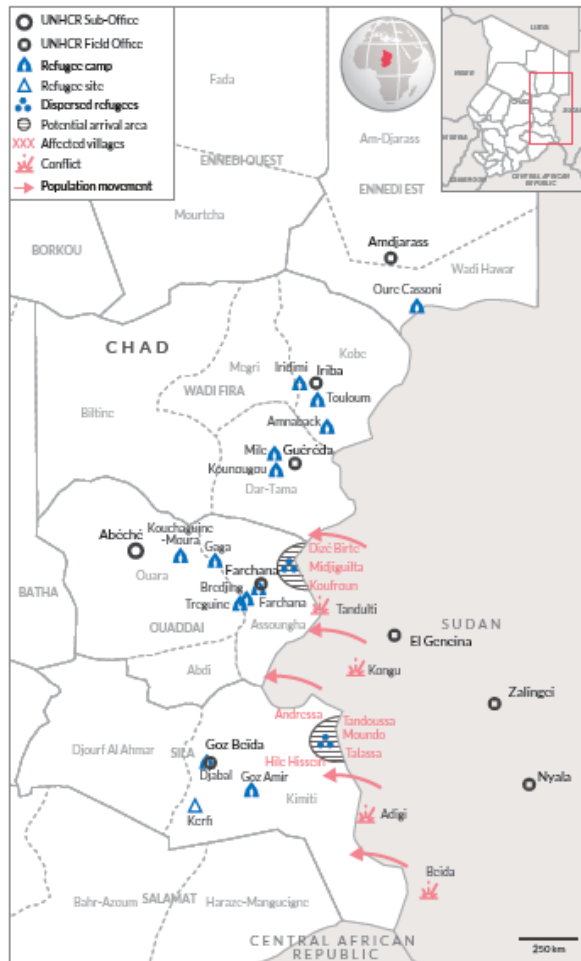 UNHCR Sub-Office
UNHCR Field Office
Refugee camp
Refugee site
Dispersed refugees
Potential arrival area
XXX Affected villages
Conflict
Population movement
LIBYA
NIGER
CHAD
SUDAN
NIGERIA
CAMEROON
CENTRAL AFRICAN
REPUBLIC
Fada
Am-Djarass
ENNEDI OUEST
ENNEDI EST
Mourtcha
BORKOU
Amdjarass
Wadi Hawar
Oure Cassoni
CHAD
Kobe
Megri
Iridimi
Iriba
WADI FIRA
Touloum
Biltine
Amnaback
Mile
Guéréda
Kounougou
Dar-Tama
Abéché
Kouchaguine
-Moura
Gaga
Dizé Birte
Midjiguilta
Koufroun
Ouara
Farchana
BATHA
Bredjing
Treguine
Farchana
Tandulti
SUDAN
OUADDAI
Assoungha
El Geneina
Abdi
Kongu
Zalingei
Andressa
Tandoussa
Moundo
Talassa
Djourf Al Ahmar
SILA
Goz Beïda
Hile Hissein
Djabal
Goz Amir
Kimiti
Nyala
Kerfi
Adigi
Beida
Bahr-Azoum
SALAMAT
Haraze-Mangueigne
CENTRAL AFRICAN
REPUBLIC
250 km